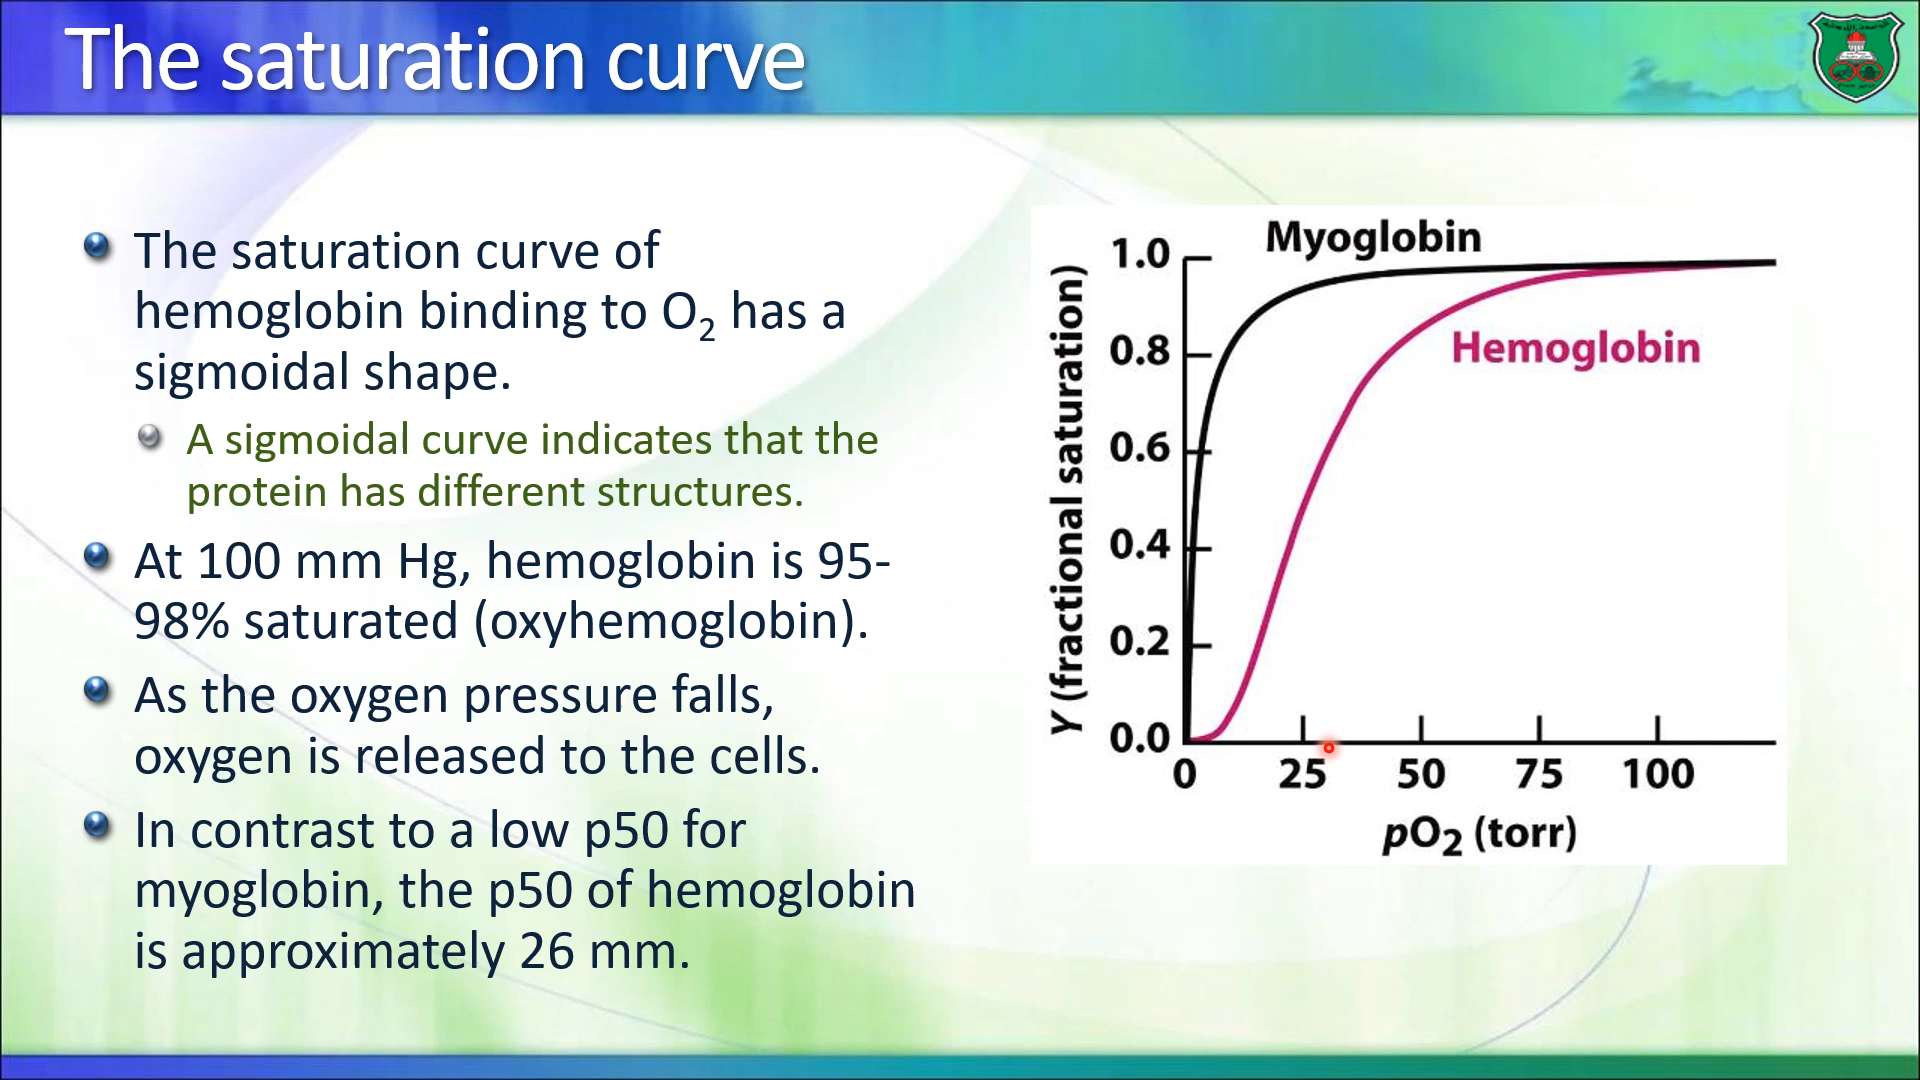 The saturation curve
The saturation curve of
hemoglobin binding to O₂ has a
sigmoidal shape.
A sigmoidal curve indicates that the
protein has different structures.
At 100 mm Hg, hemoglobin is 95-
98% saturated (oxyhemoglobin).
As the oxygen pressure falls,
oxygen is released to the cells.
In contrast to a low p50 for
myoglobin, the p50 of hemoglobin
is approximately 26 mm.
Myoglobin
Hemoglobin
Y (fractional saturation)
1.0
0.8
0.6
0.4
0.2
0.0
0 25 50 75 100
pO₂ (torr)